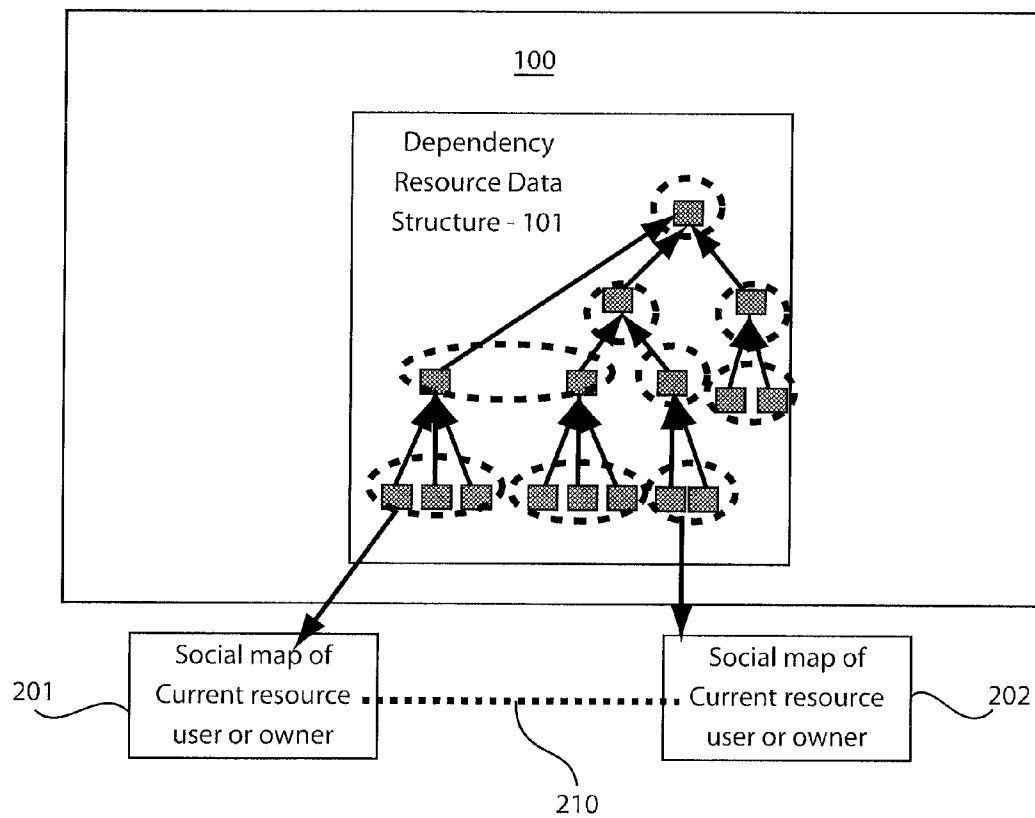 100
Dependency
Resource Data
Structure - 101
Social map of
Current resource
user or owner
Social map of
Current resource
user or owner
201
202
210